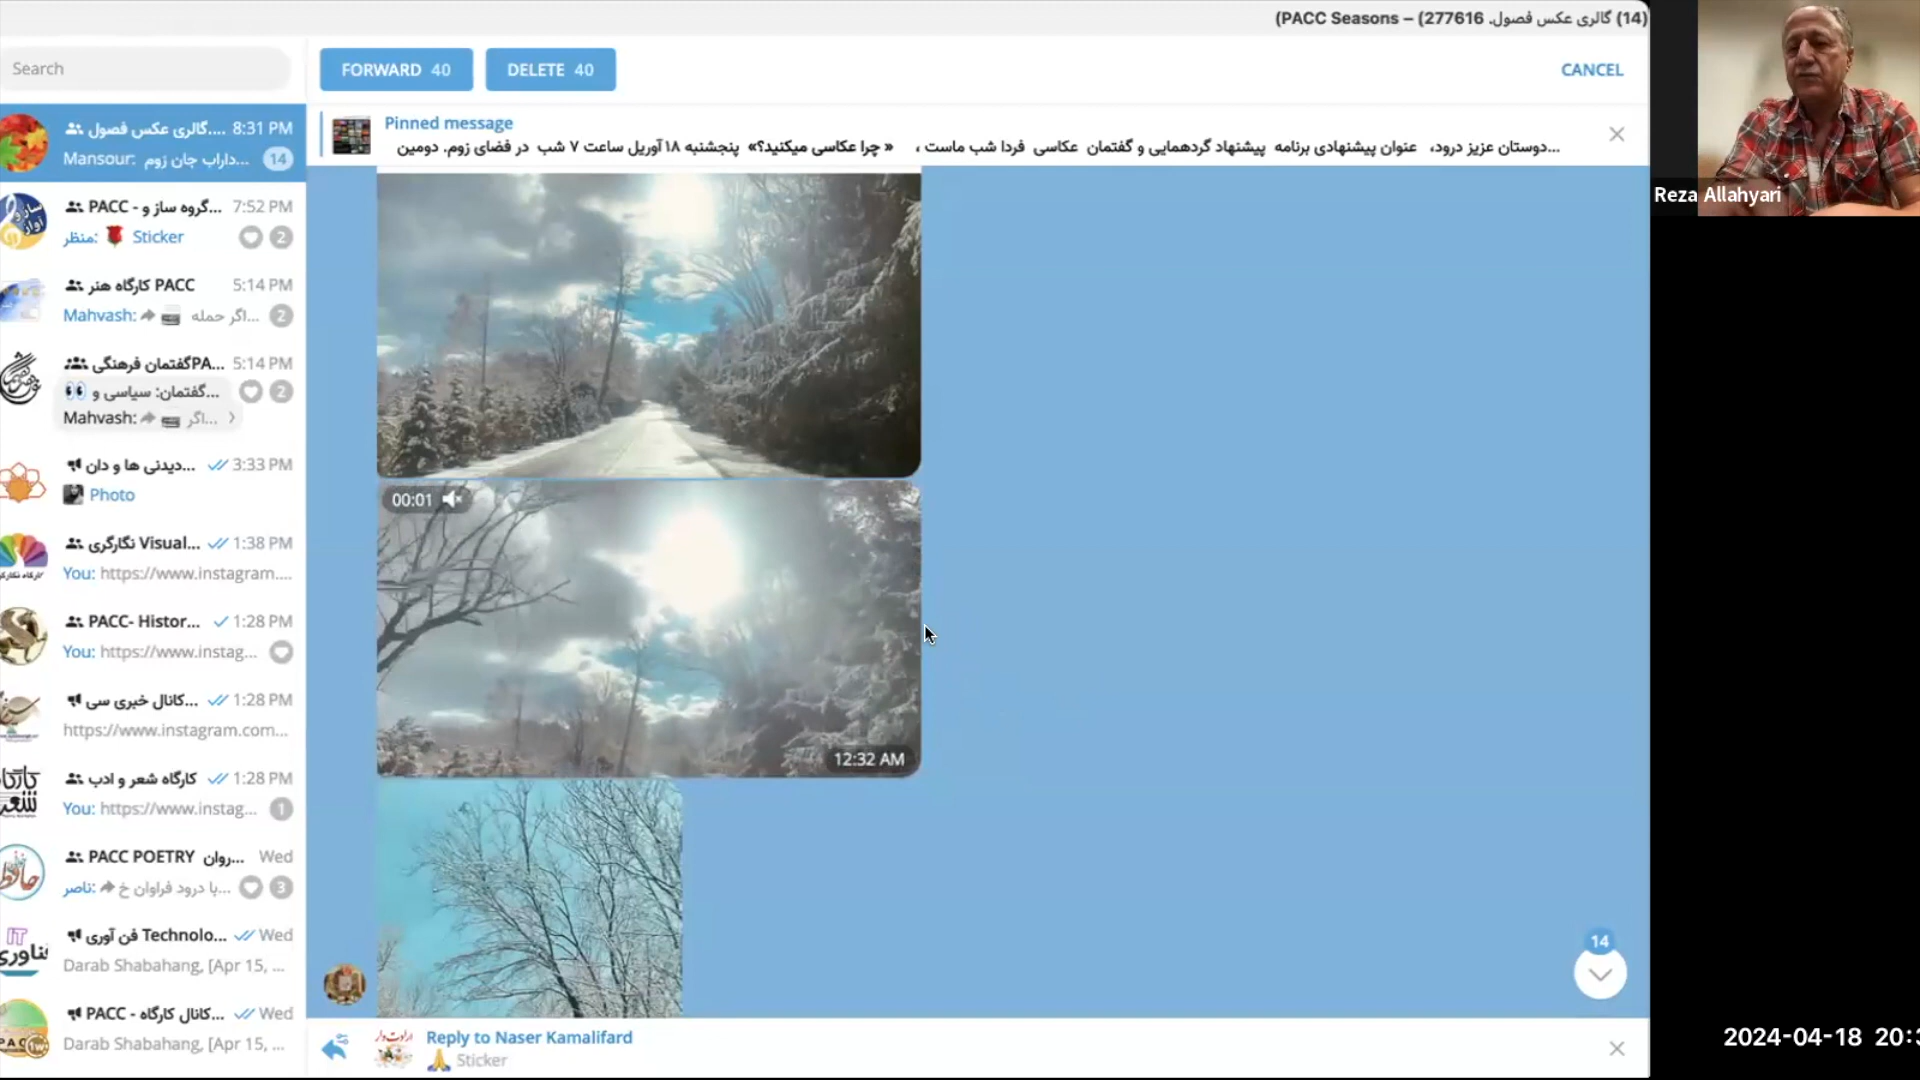 (14) گالری عکس فصول. PACC Seasons – (277616)
Search
FORWARD 40
DELETE 40
CANCEL
Pinned message
دوستان عزیز درود، عنوان پیشنهادی برنامه پیشنهاد گردهمایی و گفتمان عکاسی فردا شب ماست ، « چرا عکاسی میکنید؟» پنجشنبه ۱۸ آوریل ساعت ۷ شب در فضای زوم. دومین...
گالری عکس فصول.... 8:31 PM
Mansour: داراب جان زوم... 14
گروه ساز و - PACC... 7:52 PM
منظر: Sticker 2
کارگاه هنر PACC 5:14 PM
Mahvash: اگر حمله... 2
گفتمان فرهنگیPA... 5:14 PM
گفتمان: سیاسی و... 2
Mahvash: اگر...
دیدنی ها و دان... 3:33 PM
Photo
نگارگری Visual... 1:38 PM
You: https://www.instagram....
PACC- Histor... 1:28 PM
You: https://www.instag...
کانال خبری سی... 1:28 PM
https://www.instagram.com...
کارگاه شعر و ادب 1:28 PM
You: https://www.instag... 1
PACC POETRY روان... Wed
ناصر: با درود فراوان خ... 3
فن آوری Technolo... Wed
Darab Shabahang, [Apr 15, ...
کانال کارگاه - PACC... Wed
Darab Shabahang, [Apr 15, ...
00:01
12:32 AM
14
Reply to Naser Kamalifard
Sticker
Reza Allahyari
2024-04-18 20:3